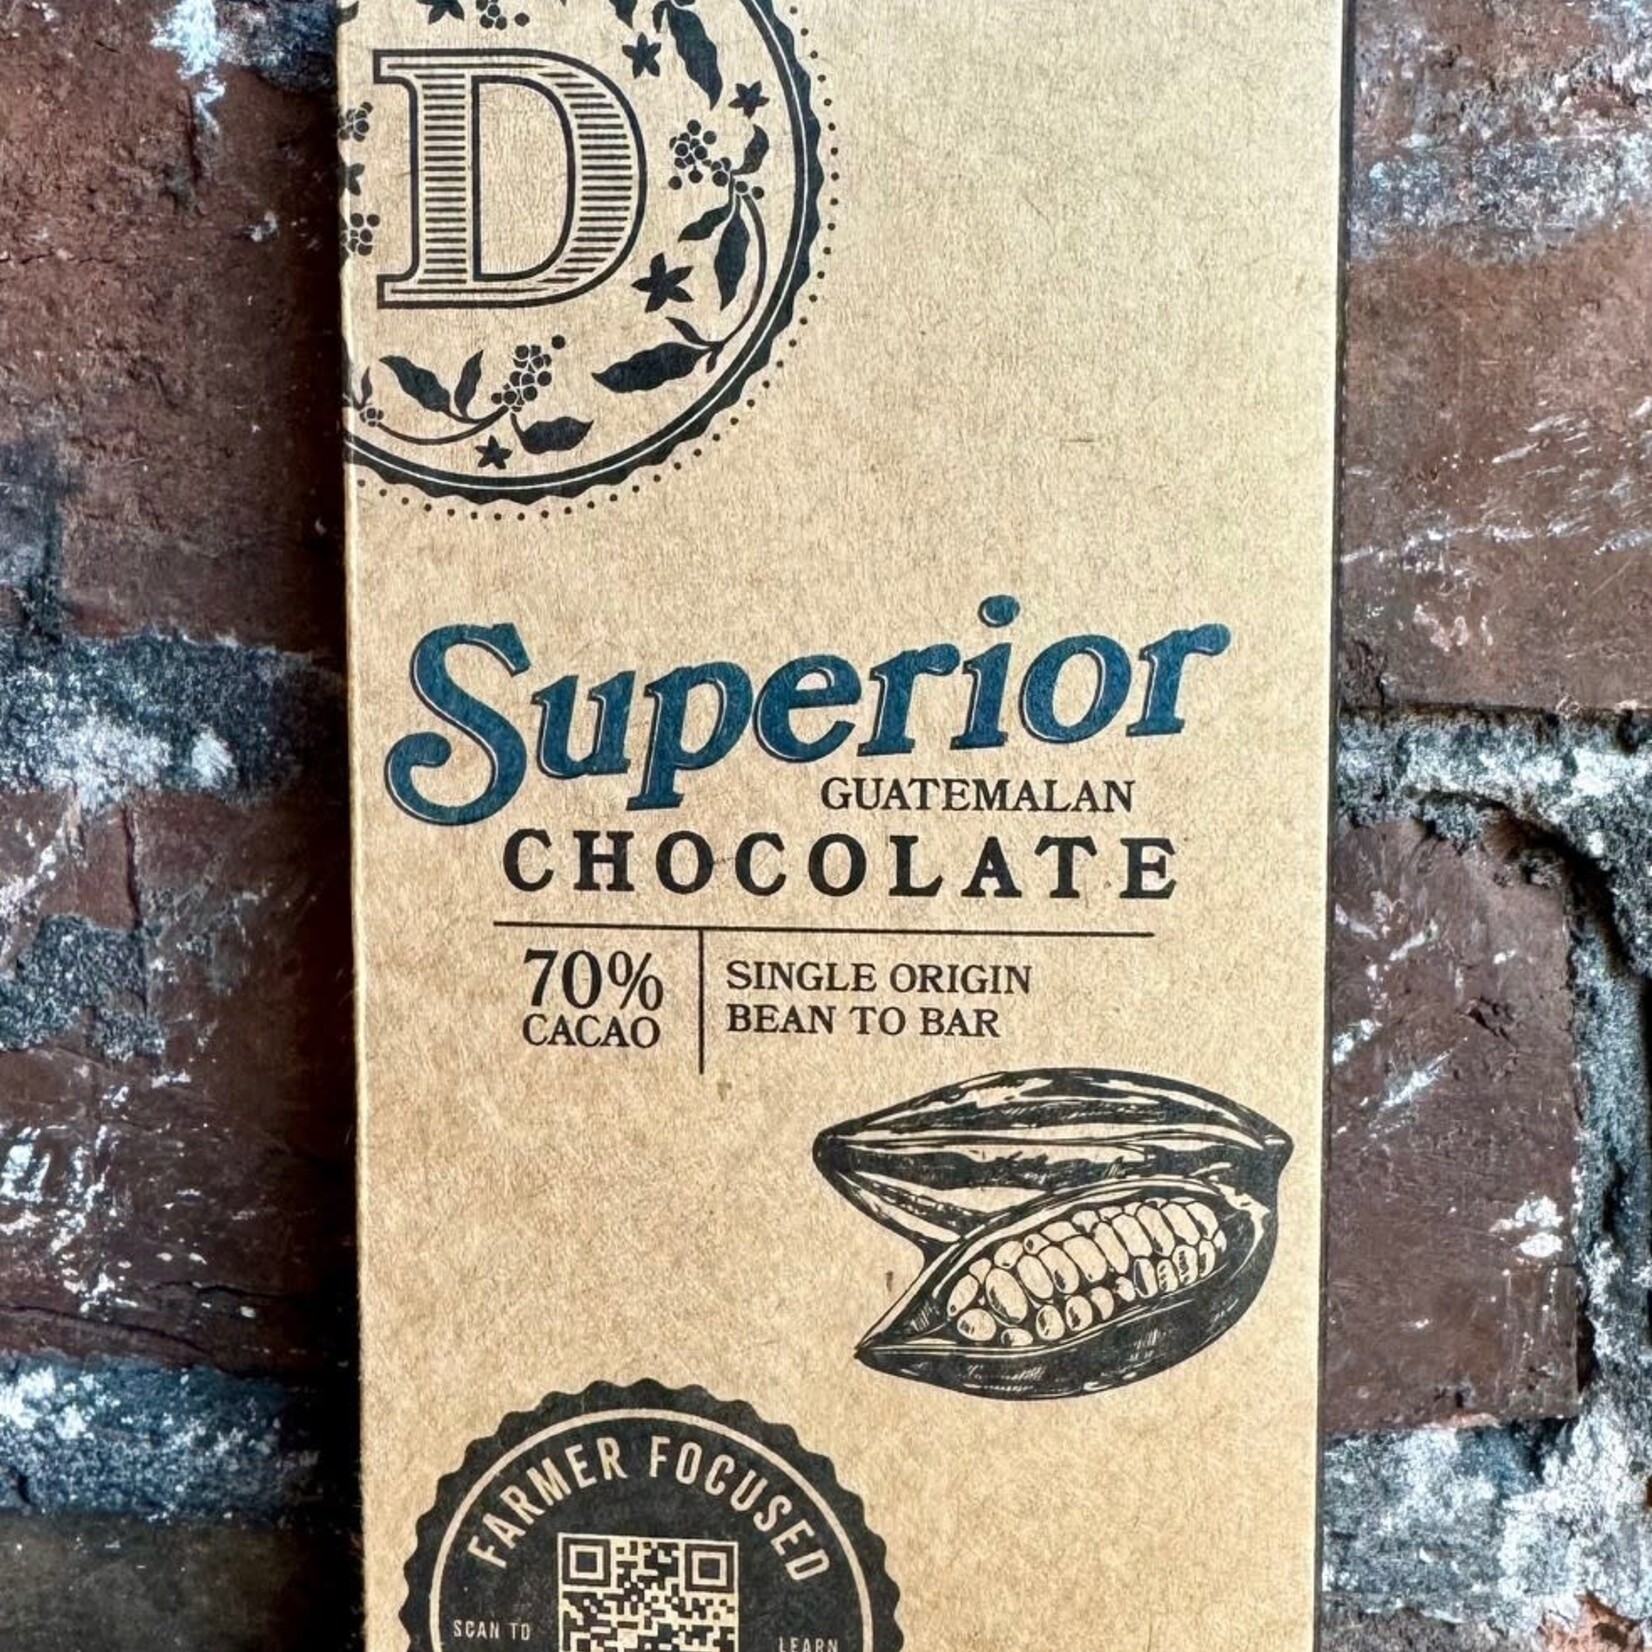 D
Superior
GUATEMALAN
CHOCOLATE
70%
CACAO
SINGLE ORIGIN
BEAN TO BAR
FARMER FOCUSED
SCAN TO
LEARN